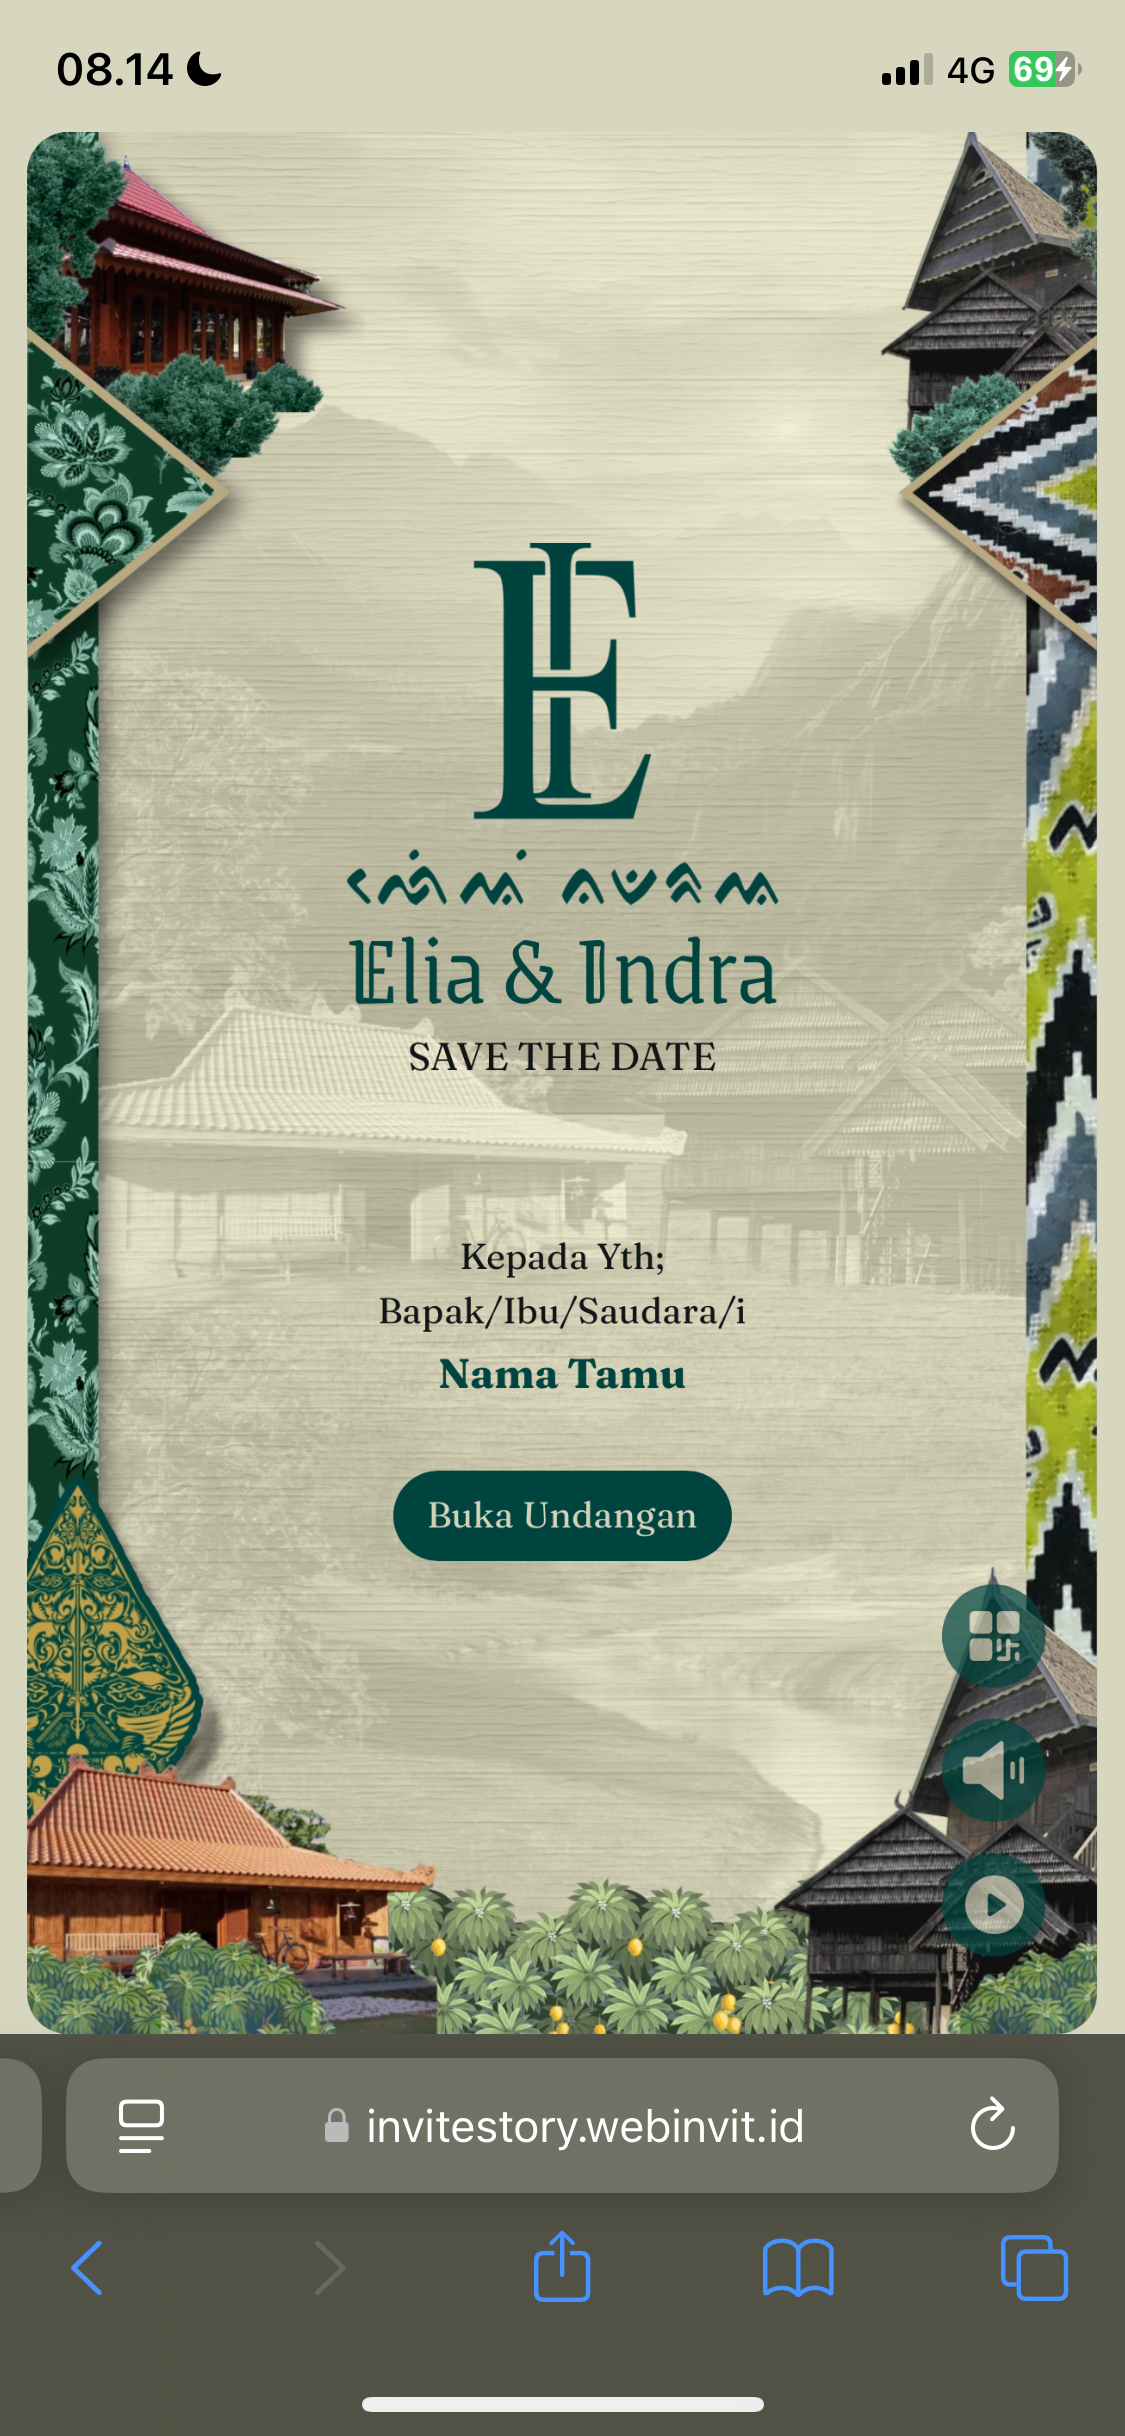 08.14
4G
69
EI
Elia & Indra
SAVE THE DATE
Kepada Yth;
Bapak/Ibu/Saudara/i
Nama Tamu
Buka Undangan
invitestory.webinvit.id